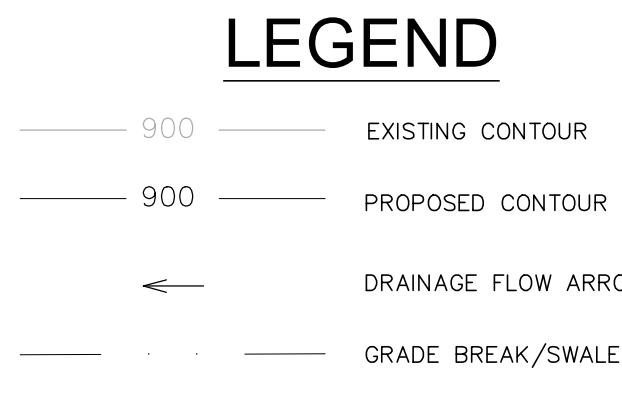 LEGEND
900 EXISTING CONTOUR
900 PROPOSED CONTOUR
DRAINAGE FLOW
GRADE BREAK/SWALE